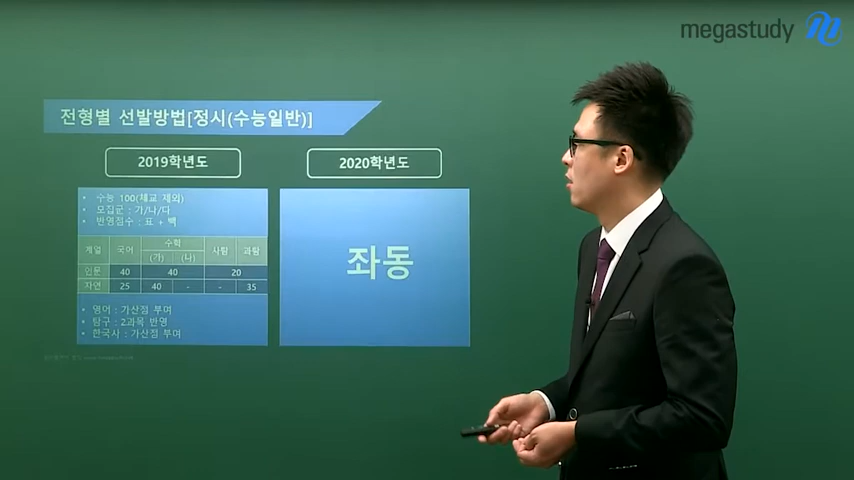 megastudy
전형별 선발방법[정시(수능일반)]
2019학년도
2020학년도
• 수능 100(체교 제외)
• 모집군 : 가/나/다
• 반영점수 : 표 + 백
계열 국어 수학 사탐 과탐
(가) (나)
인문 40 40 20
자연 25 40 - - 35
• 영어 : 가산점 부여
• 탐구 : 2과목 반영
• 한국사 : 가산점 부여
좌동